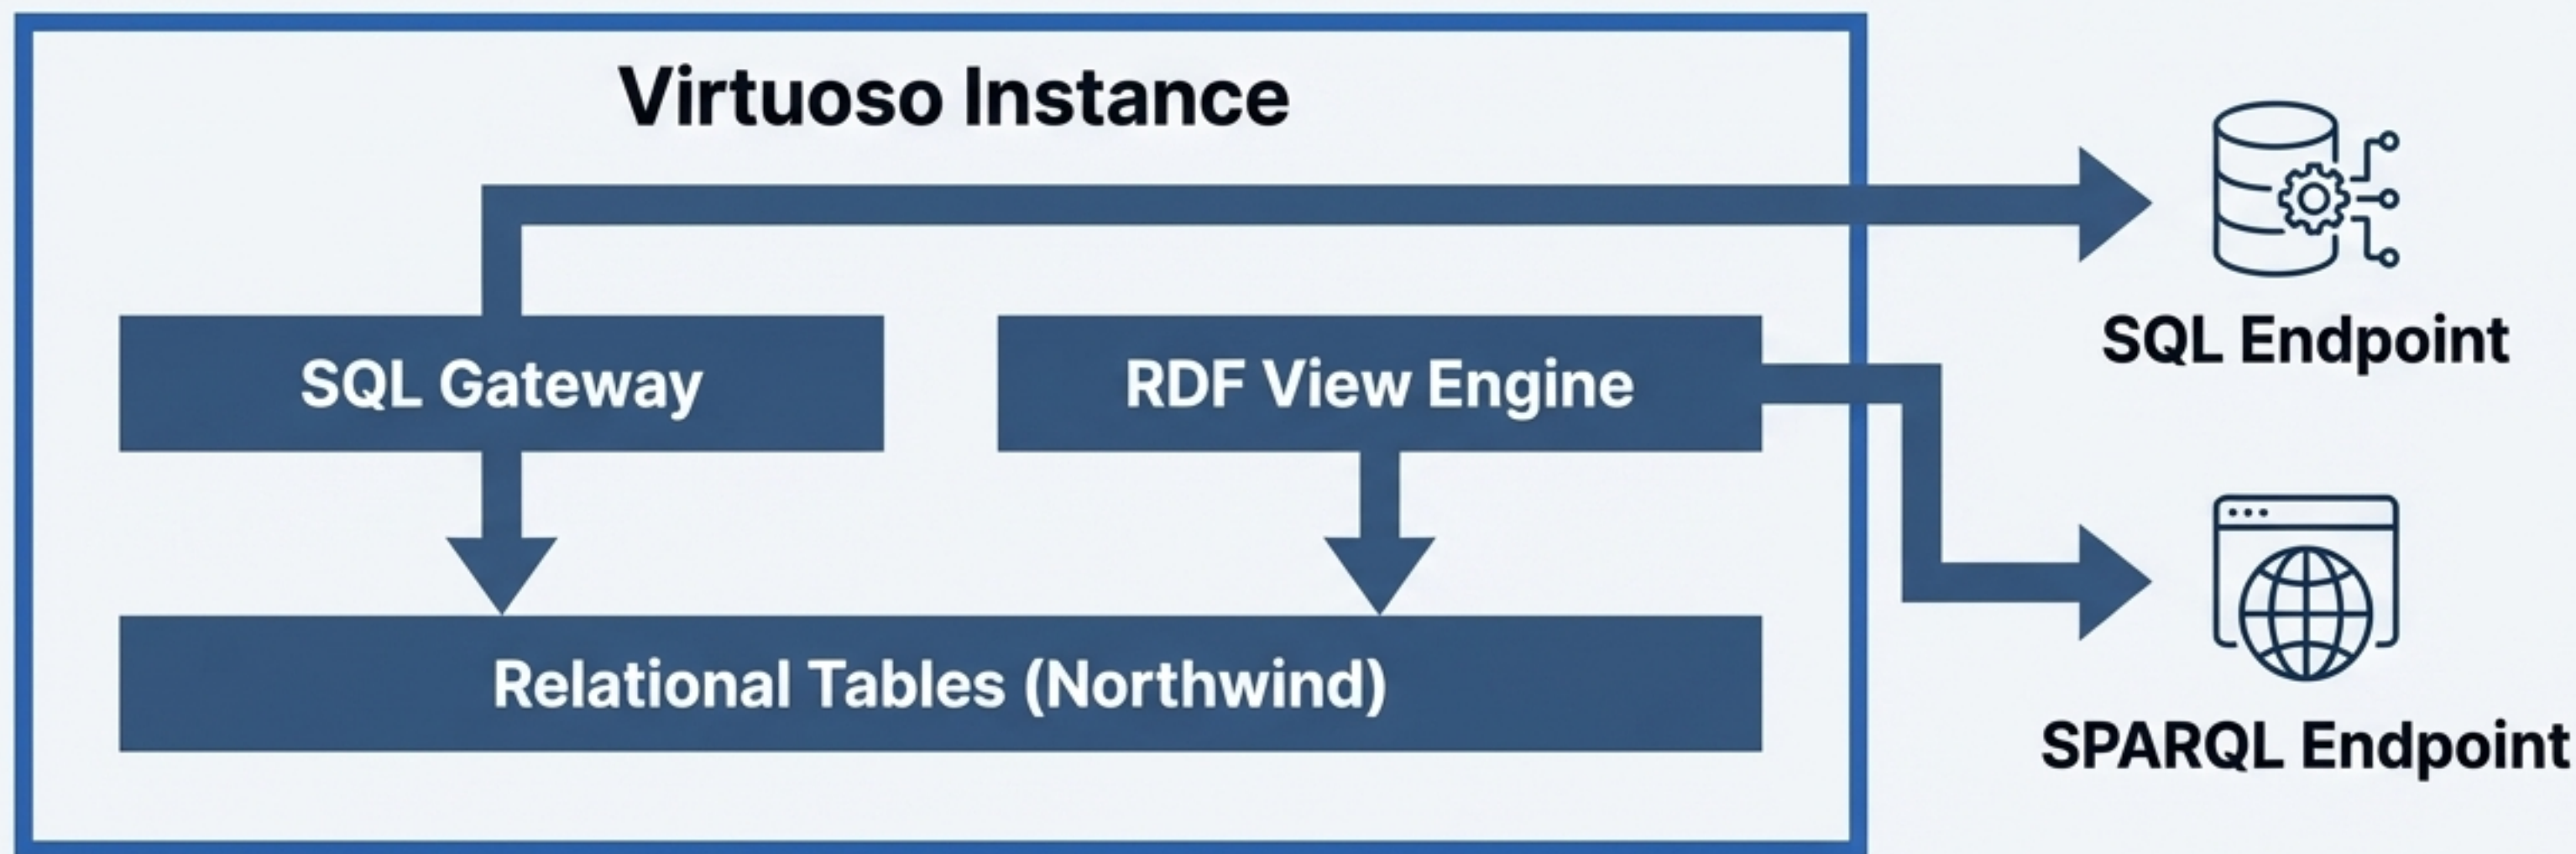 Virtuoso Instance
SQL Gateway
RDF View Engine
Relational Tables (Northwind)
SQL Endpoint
SPARQL Endpoint